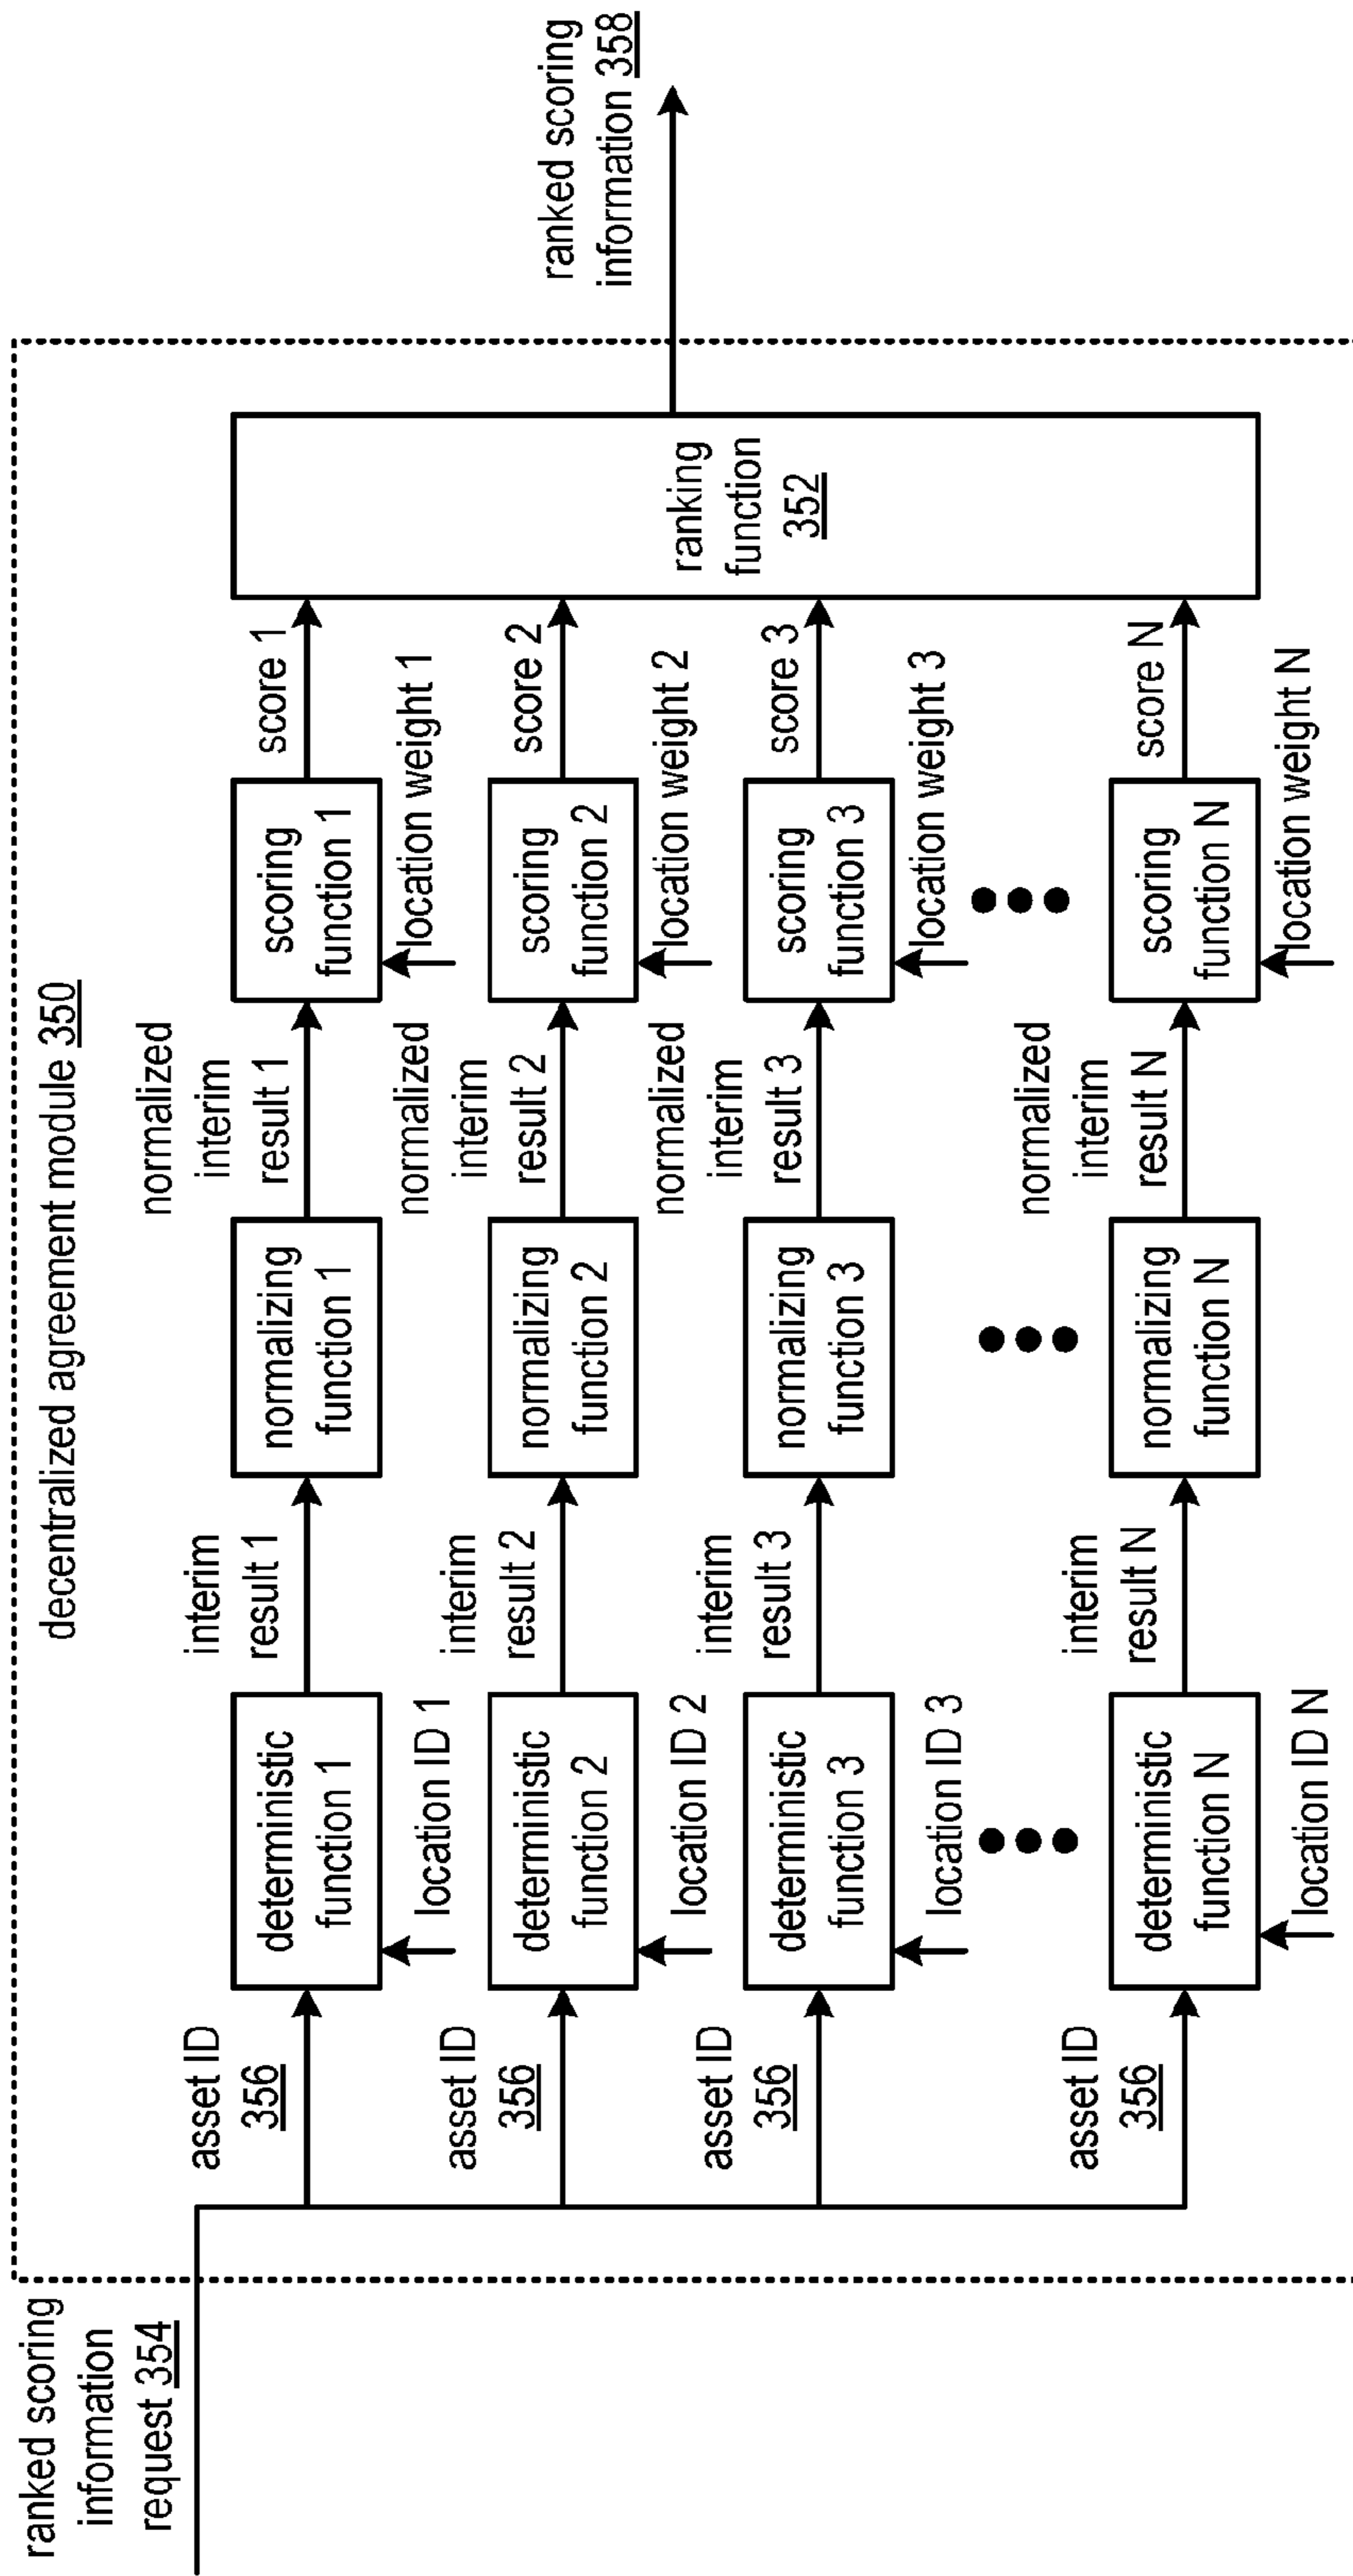 ranked scoring
information
request 354
decentralized agreement module 350
asset ID
356
deterministic
function 1
location ID 1
interim
result 1
normalizing
function 1
normalized
interim
result 1
scoring
function 1
location weight 1
score 1
asset ID
356
deterministic
function 2
location ID 2
interim
result 2
normalizing
function 2
normalized
interim
result 2
scoring
function 2
location weight 2
score 2
asset ID
356
deterministic
function 3
location ID 3
interim
result 3
normalizing
function 3
normalized
interim
result 3
scoring
function 3
location weight 3
score 3
asset ID
356
deterministic
function N
location ID N
interim
result N
normalizing
function N
normalized
interim
result N
scoring
function N
location weight N
score N
ranking
function
352
ranked scoring
information 358